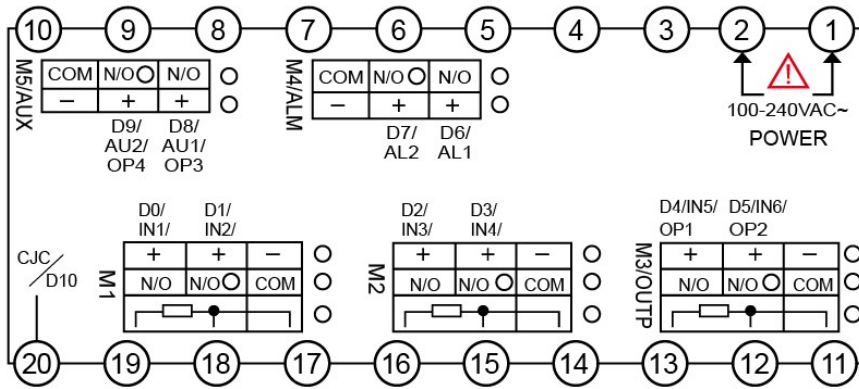 10 9 8 7 6 5 4 3 2 1
M5/AUX
COM N/O N/O
− + +
D9/ D8/
AU2/ AU1/
OP4 OP3
M4/ALM
COM N/O N/O
− + +
D7/ D6/
AL2 AL1
!
100-240VAC~
POWER
CJC/D10
M1
D0/ D1/
IN1/ IN2/
+ + −
N/O N/O COM
M2
D2/ D3/
IN3/ IN4/
+ + −
N/O N/O COM
M3/OUTP
D4/IN5/ D5/IN6/
OP1 OP2
+ + −
N/O N/O COM
20 19 18 17 16 15 14 13 12 11